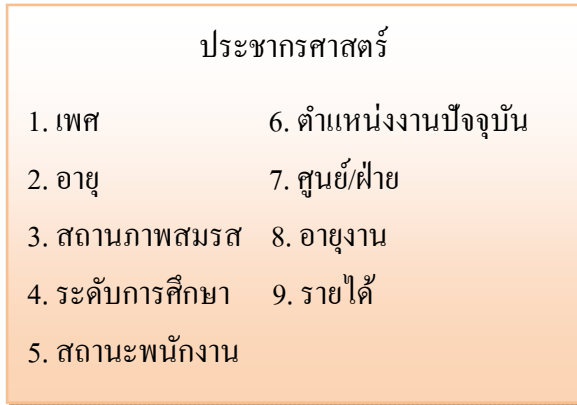 ประชากรศาสตร์
1. เพศ
2. อายุ
3. สถานภาพสมรส
4. ระดับการศึกษา
5. สถานะพนักงาน
6. ตำแหน่งงานปัจจุบัน
7. ศูนย์/ฝ่าย
8. อายุงาน
9. รายได้